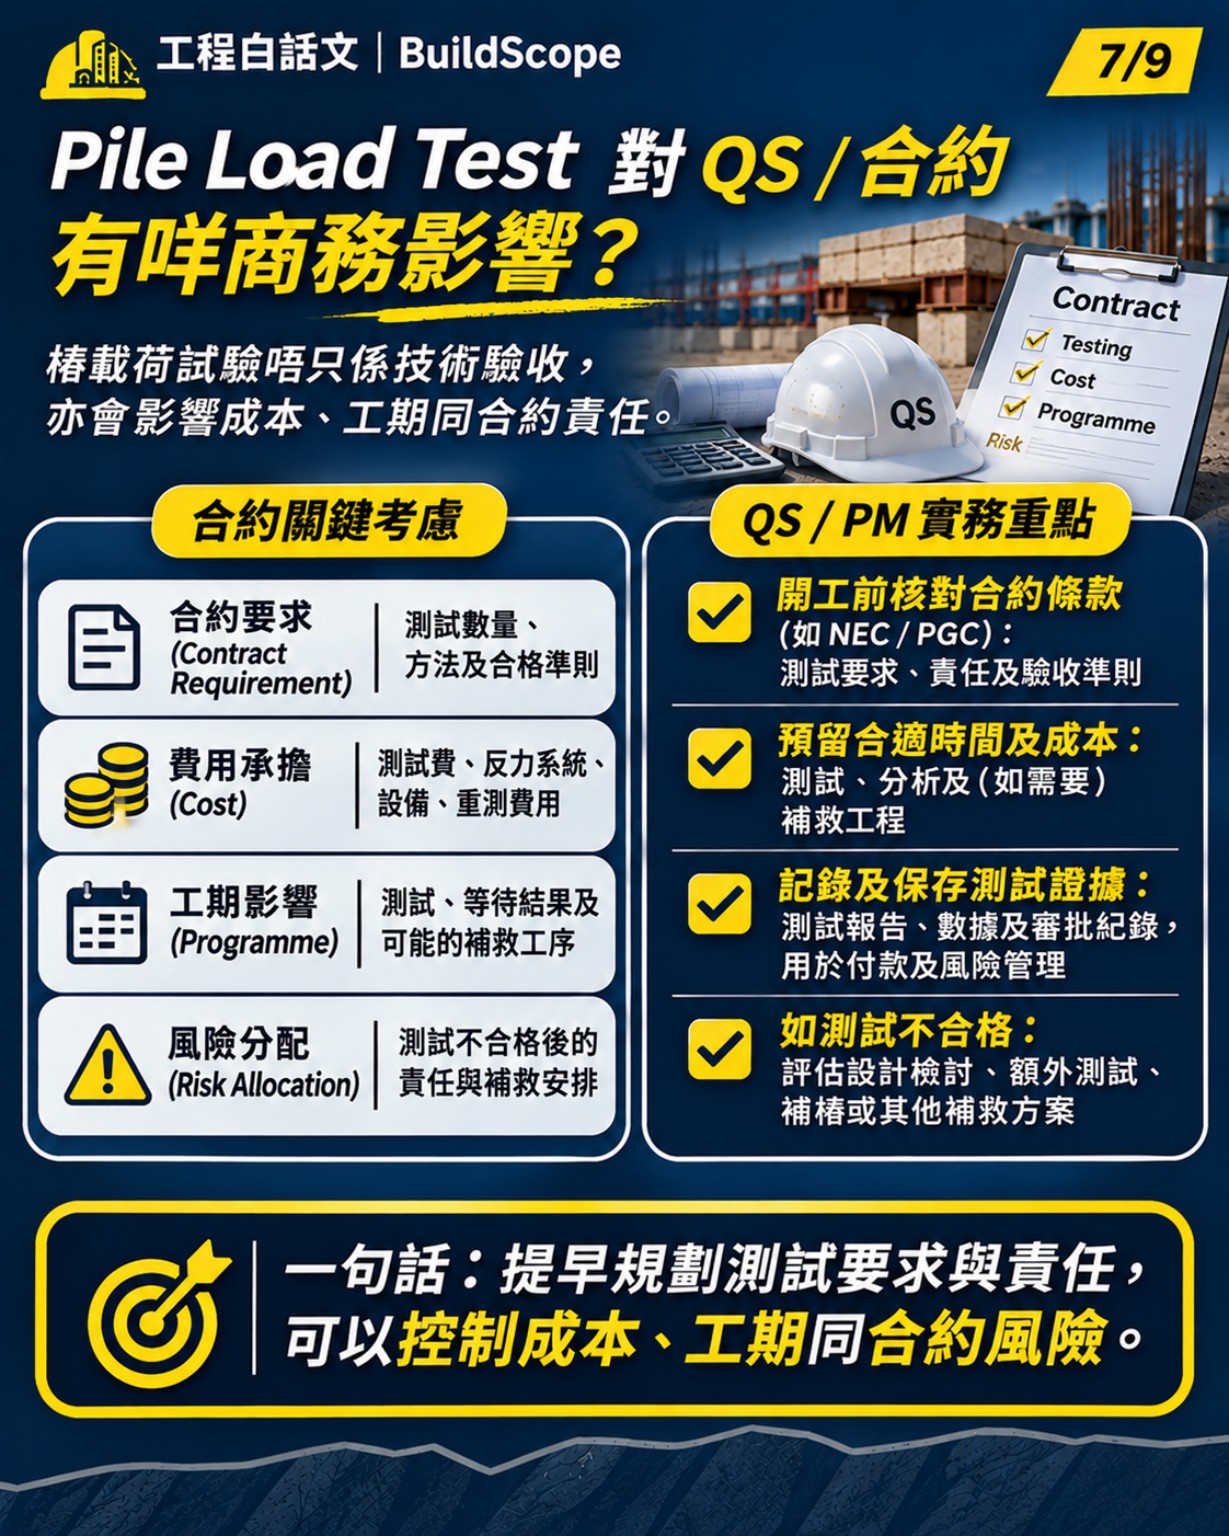 工程白話文｜BuildScope
7/9
Pile Load Test 對 QS / 合約
有咩商務影響？
Contract
Testing
Cost
Programme
Risk
QS
樁載荷試驗唔只係技術驗收，
亦會影響成本、工期同合約責任。
合約關鍵考慮
合約要求
(Contract
Requirement)
測試數量、
方法及合格準則
費用承擔
(Cost)
測試費、反力系統、
設備、重測費用
工期影響
(Programme)
測試、等待結果及
可能的補救工序
風險分配
(Risk Allocation)
測試不合格後的
責任與補救安排
QS / PM 實務重點
開工前核對合約條款
(如 NEC / PGC)：
測試要求、責任及驗收準則
預留合適時間及成本：
測試、分析及(如需要)
補救工程
記錄及保存測試證據：
測試報告、數據及審批紀錄，
用於付款及風險管理
如測試不合格：
評估設計檢討、額外測試、
補樁或其他補救方案
一句話：提早規劃測試要求與責任，
可以控制成本、工期同合約風險。